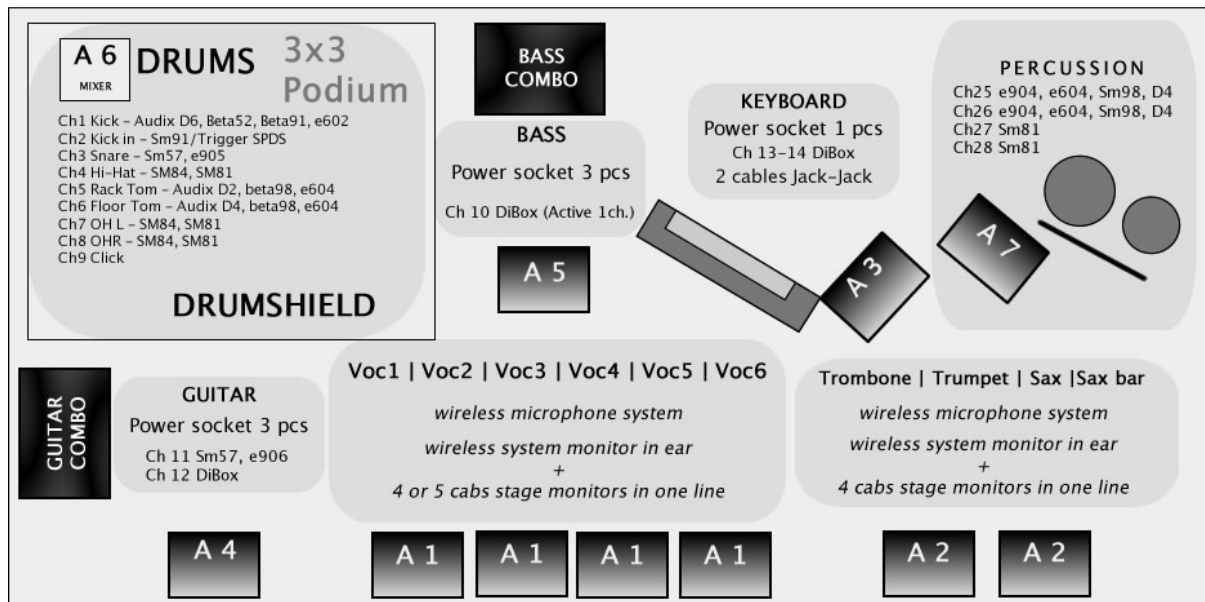 A 6
MIXER
DRUMS
3x3
Podium
Ch1 Kick – Audix D6, Beta52, Beta91, e602
Ch2 Kick in – Sm91/Trigger SPDS
Ch3 Snare – Sm57, e905
Ch4 Hi-Hat – SM84, SM81
Ch5 Rack Tom – Audix D2, beta98, e604
Ch6 Floor Tom – Audix D4, beta98, e604
Ch7 OH L – SM84, SM81
Ch8 OHR – SM84, SM81
Ch9 Click
DRUMSHIELD
BASS
COMBO
BASS
Power socket 3 pcs
Ch 10 DiBox (Active 1ch.)
A 5
KEYBOARD
Power socket 1 pcs
Ch 13-14 DiBox
2 cables Jack-Jack
A 3
PERCUSSION
Ch25 e904, e604, Sm98, D4
Ch26 e904, e604, Sm98, D4
Ch27 Sm81
Ch28 Sm81
A 7
GUITAR
COMBO
GUITAR
Power socket 3 pcs
Ch 11 Sm57, e906
Ch 12 DiBox
A 4
Voc1 | Voc2 | Voc3 | Voc4 | Voc5 | Voc6
wireless microphone system
wireless system monitor in ear
+
4 or 5 cabs stage monitors in one line
A 1
A 1
A 1
A 1
Trombone | Trumpet | Sax |Sax bar
wireless microphone system
wireless system monitor in ear
+
4 cabs stage monitors in one line
A 2
A 2